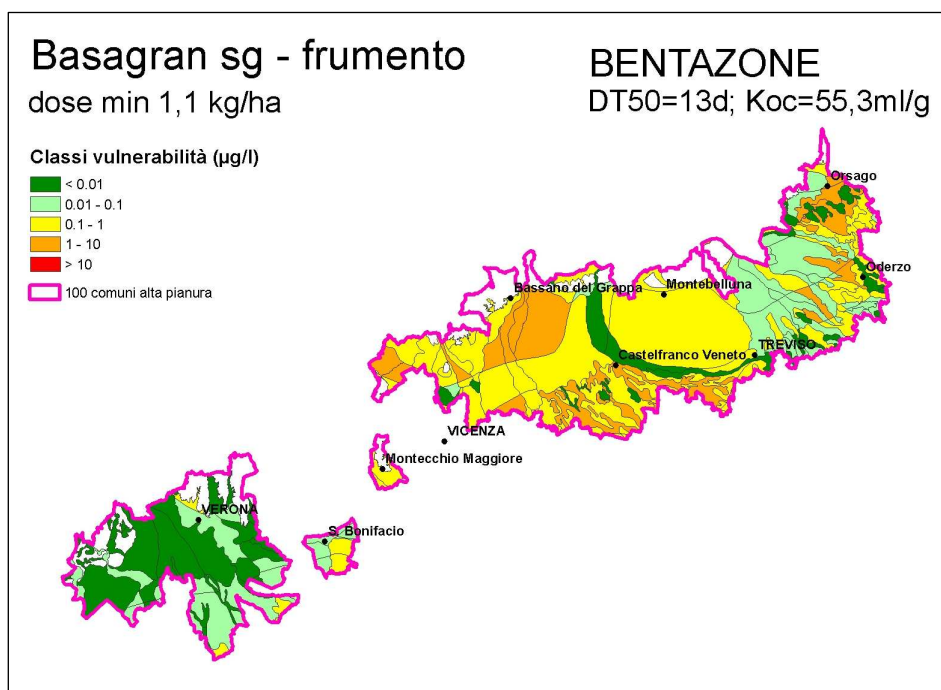 Basagran sg - frumento
dose min 1,1 kg/ha
BENTAZONE
DT50=13d; Koc=55,3ml/g
Classi vulnerabilità (µg/l)
< 0.01
0.01 - 0.1
0.1 - 1
1 - 10
> 10
100 comuni alta pianura
Orsago
Oderzo
Bassano del Grappa
Montebelluna
TREVISO
Castelfranco Veneto
VICENZA
Montecchio Maggiore
VERONA
S. Bonifacio